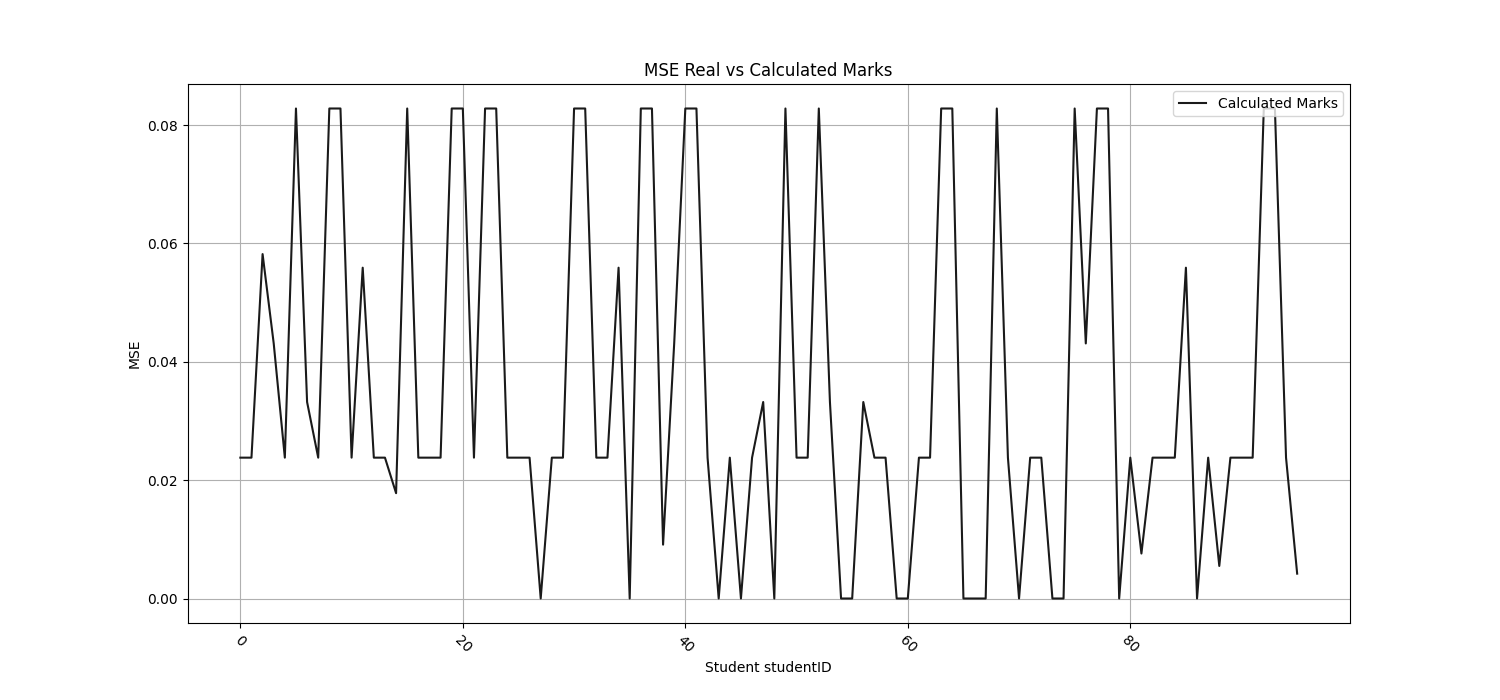 MSE Real vs Calculated Marks
Calculated Marks
MSE
0.08
0.06
0.04
0.02
0.00
0
20
40
60
80
Student studentID